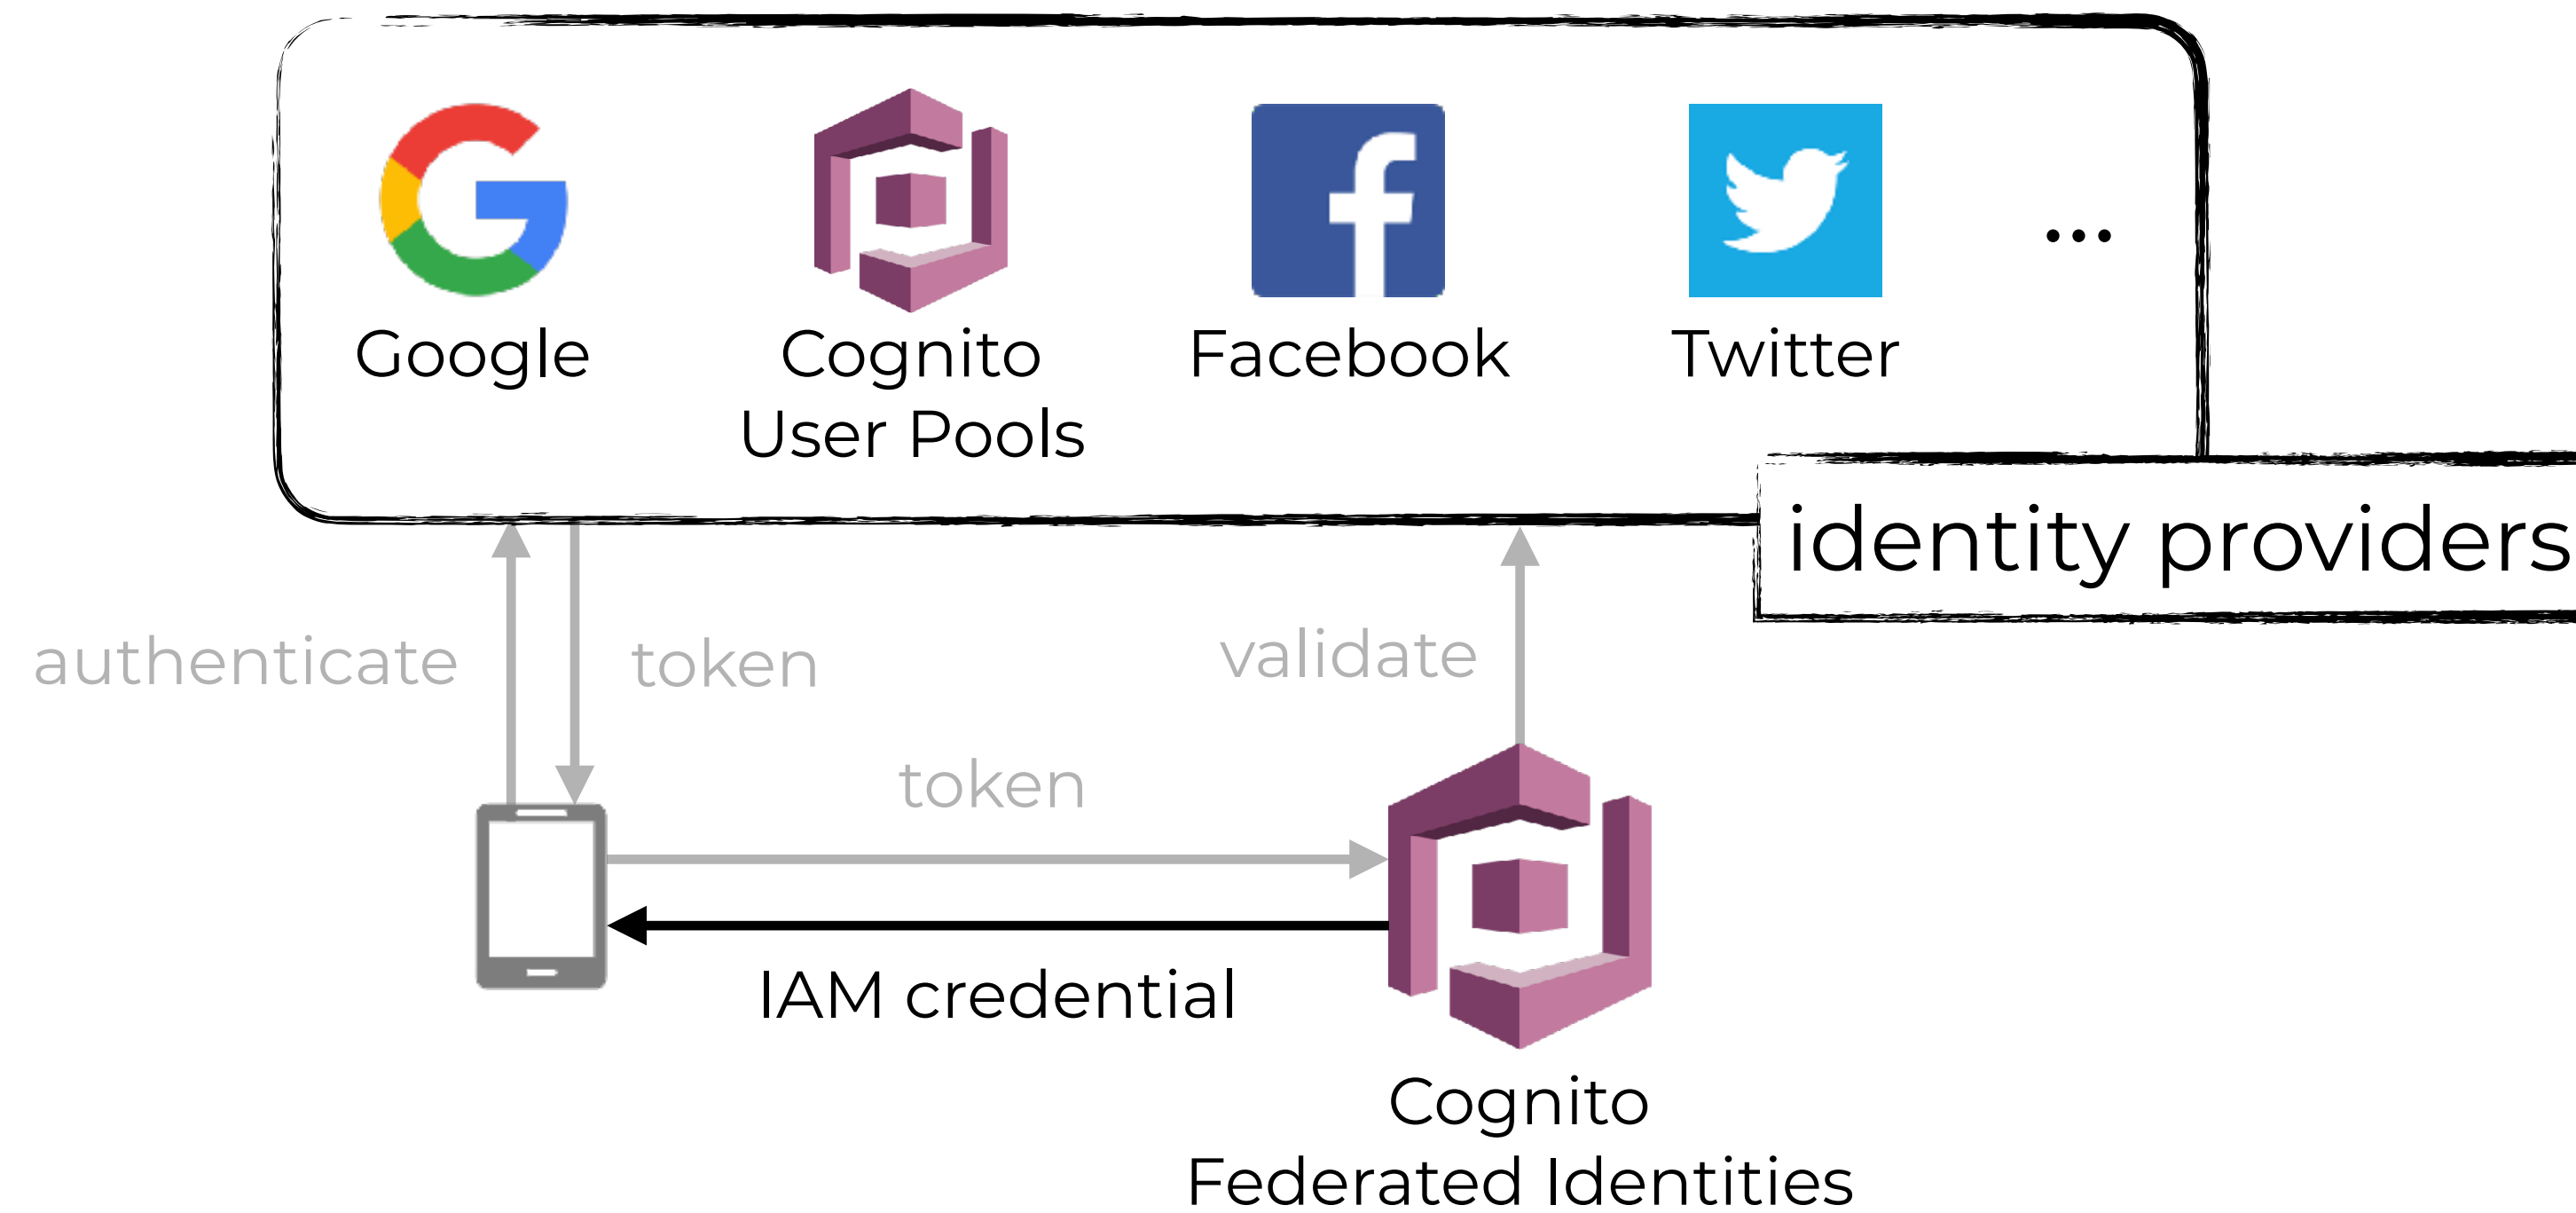 Google
Cognito
User Pools
Facebook
Twitter
...
identity providers
authenticate
token
validate
token
IAM credential
Cognito
Federated Identities